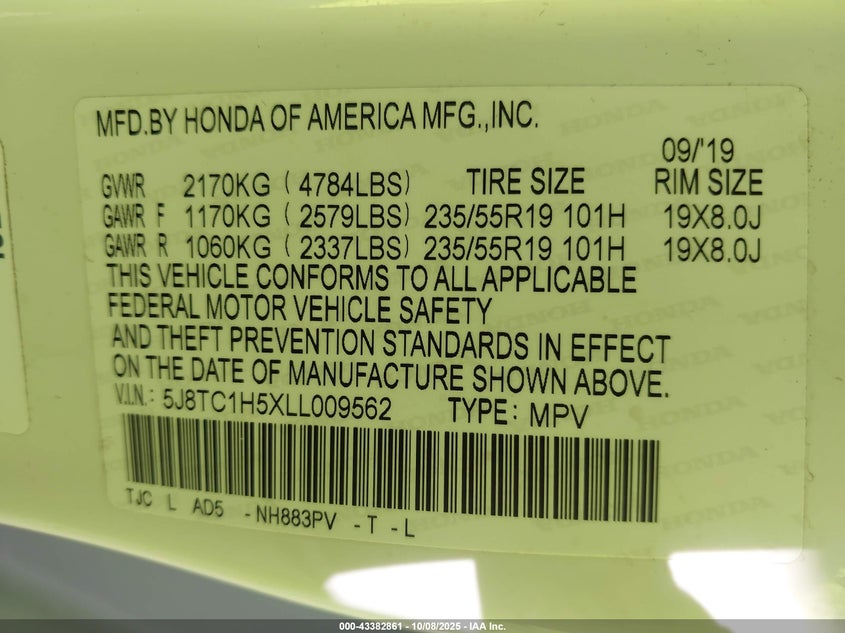 MFD.BY HONDA OF AMERICA MFG.,INC.
09/'19
GVWR 2170KG ( 4784LBS) TIRE SIZE RIM SIZE
GAWR F 1170KG ( 2579LBS) 235/55R19 101H 19X8.0J
GAWR R 1060KG ( 2337LBS) 235/55R19 101H 19X8.0J
THIS VEHICLE CONFORMS TO ALL APPLICABLE
FEDERAL MOTOR VEHICLE SAFETY
AND THEFT PREVENTION STANDARDS IN EFFECT
ON THE DATE OF MANUFACTURE SHOWN ABOVE.
V.I.N.: 5J8TC1H5XLL009562 TYPE: MPV
TJC L AD5 -NH883PV -T -L
000-43382861 - 10/08/2025 - IAA Inc.